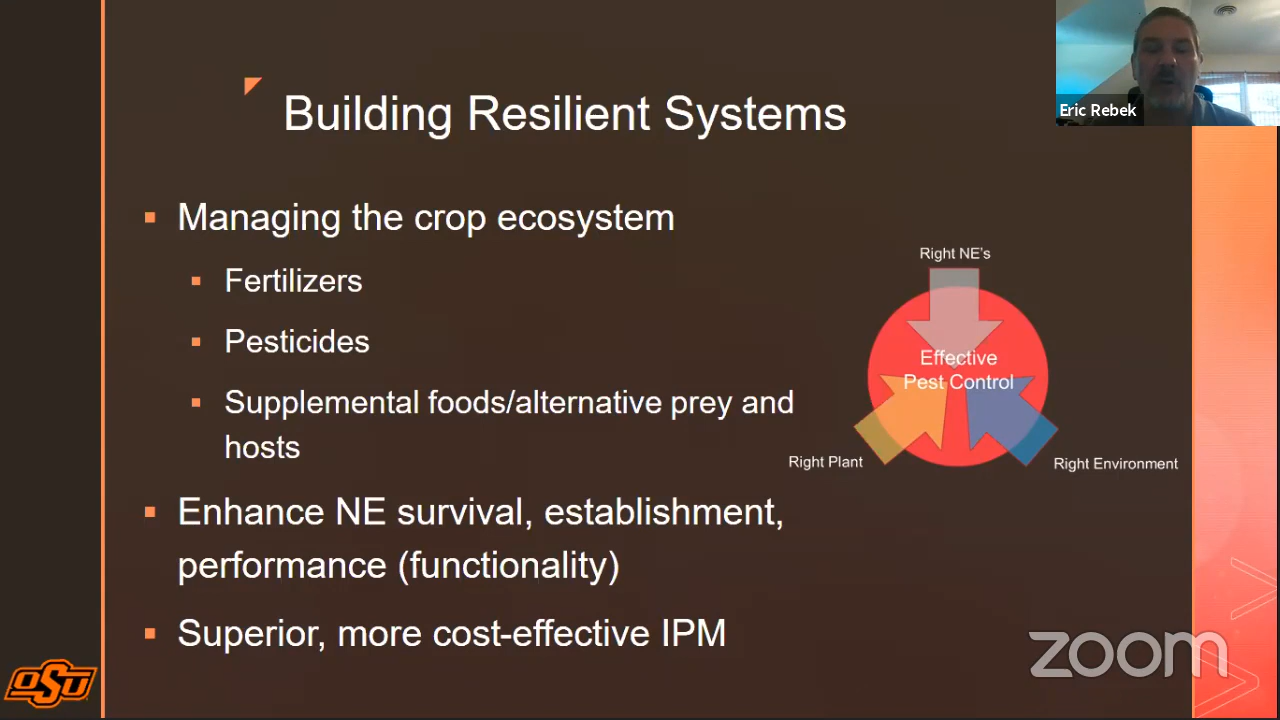 Eric Rebek
Building Resilient Systems
Managing the crop ecosystem
Fertilizers
Pesticides
Supplemental foods/alternative prey and
hosts
Enhance NE survival, establishment,
performance (functionality)
Superior, more cost-effective IPM
Right NE's
Effective
Pest Control
Right Plant
Right Environment
OSU
zoom